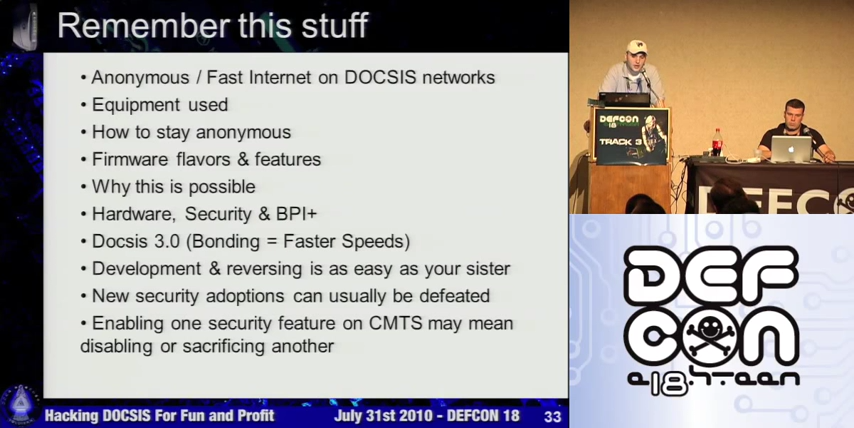 Remember this stuff
• Anonymous / Fast Internet on DOCSIS networks
• Equipment used
• How to stay anonymous
• Firmware flavors & features
• Why this is possible
• Hardware, Security & BPI+
• Docsis 3.0 (Bonding = Faster Speeds)
• Development & reversing is as easy as your sister
• New security adoptions can usually be defeated
• Enabling one security feature on CMTS may mean
disabling or sacrificing another
Hacking DOCSIS For Fun and Profit July 31st 2010 - DEFCON 18 33
DEFCON
18
TRACK 3
DEFCON
DEF
CON
e18h-teen